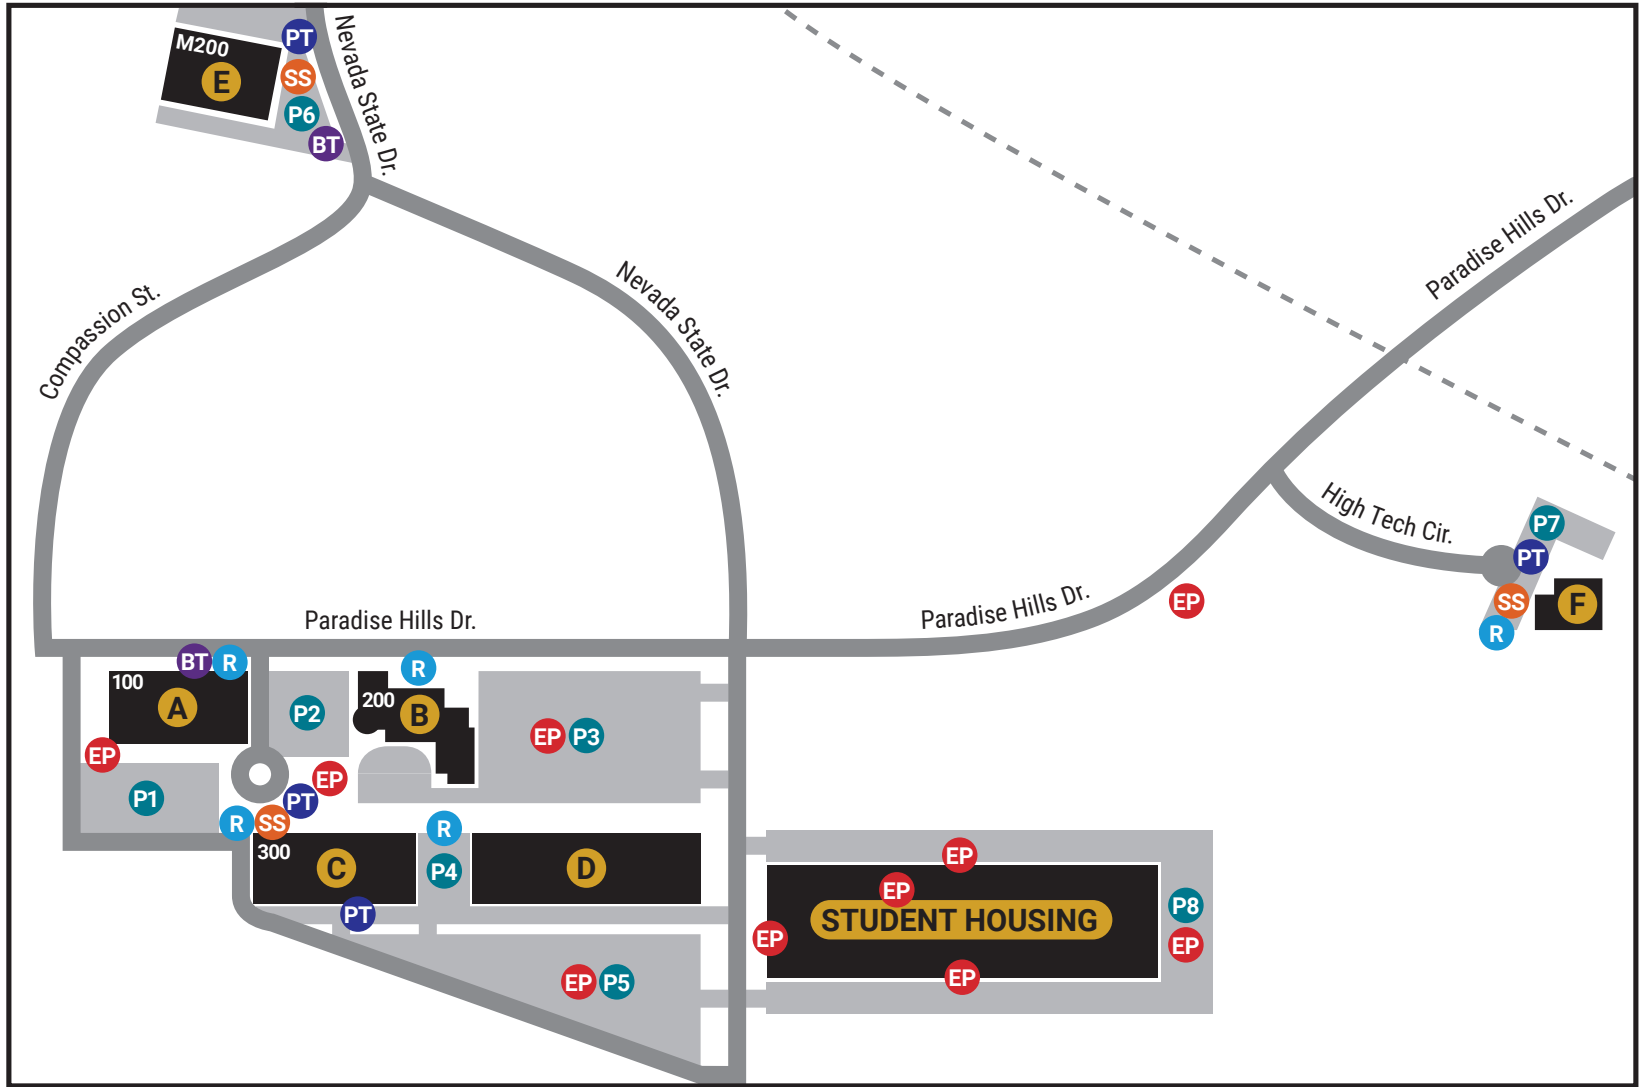 PT
M200
E
SS
P6
BT
Nevada State Dr.
Compassion St.
Nevada State Dr.
Paradise Hills Dr.
High Tech Cir.
P7
PT
SS
F
R
EP
Paradise Hills Dr.
Paradise Hills Dr.
BT
R
100
A
P2
R
200
B
EP
P3
EP
P1
EP
PT
R
SS
R
300
C
P4
D
PT
EP
P5
EP
EP
STUDENT HOUSING
EP
EP
P8
EP